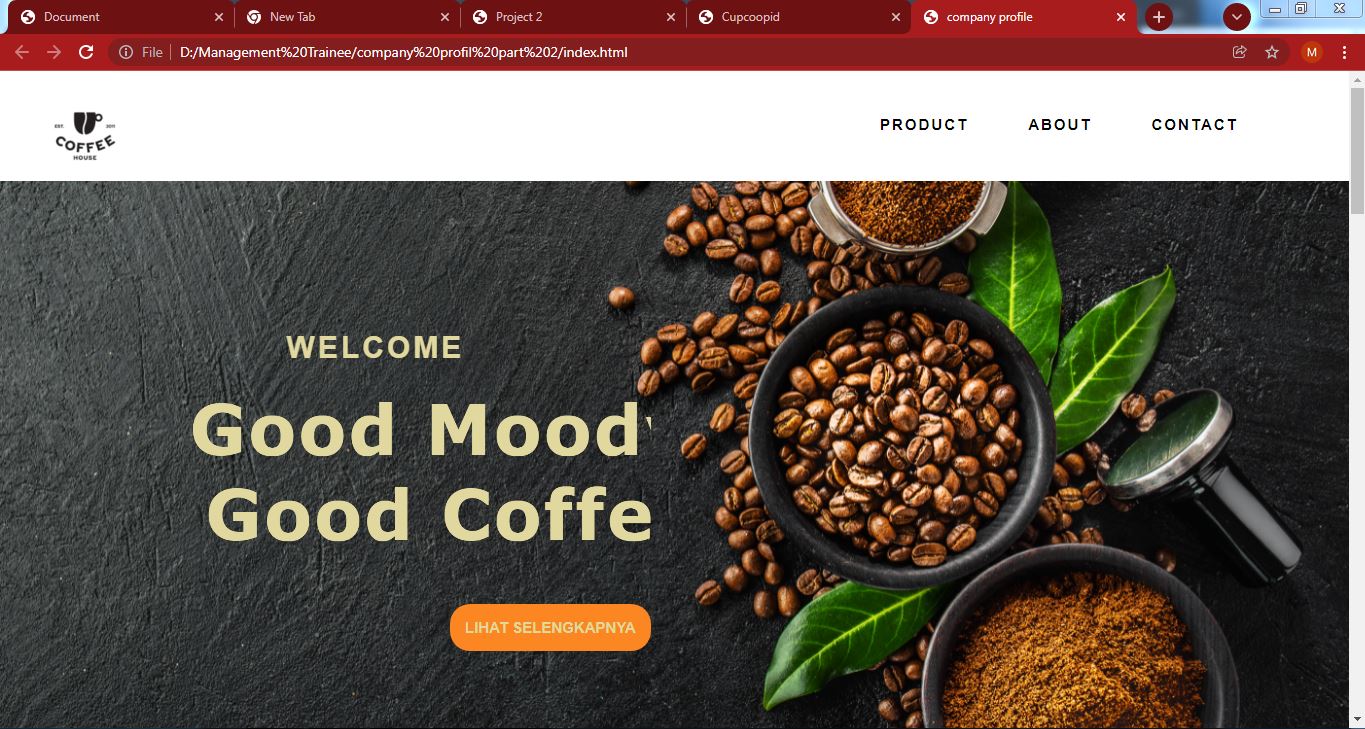 Document
New Tab
Project 2
Cupcoopid
company profile
File
D:/Management%20Trainee/company%20profil%20part%202/index.html
M
EST. 2011
COFFEE
HOUSE
PRODUCT
ABOUT
CONTACT
WELCOME
Good Mood
Good Coffe
LIHAT SELENGKAPNYA